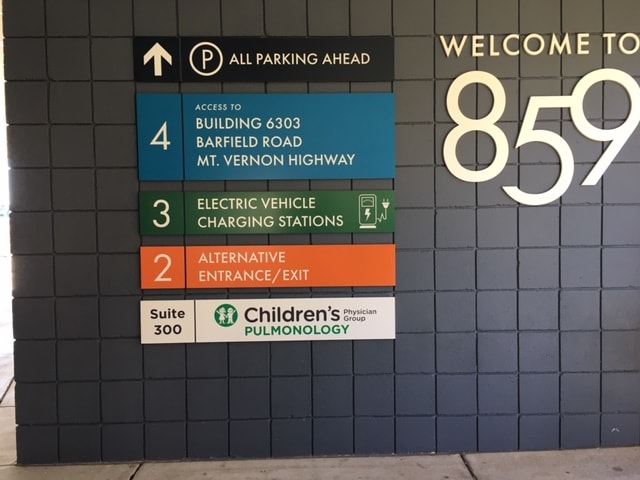 P ALL PARKING AHEAD
4
ACCESS TO
BUILDING 6303
BARFIELD ROAD
MT. VERNON HIGHWAY
3
ELECTRIC VEHICLE
CHARGING STATIONS
2
ALTERNATIVE
ENTRANCE/EXIT
Suite
300
Children's Physician
Group
PULMONOLOGY
WELCOME TO
859